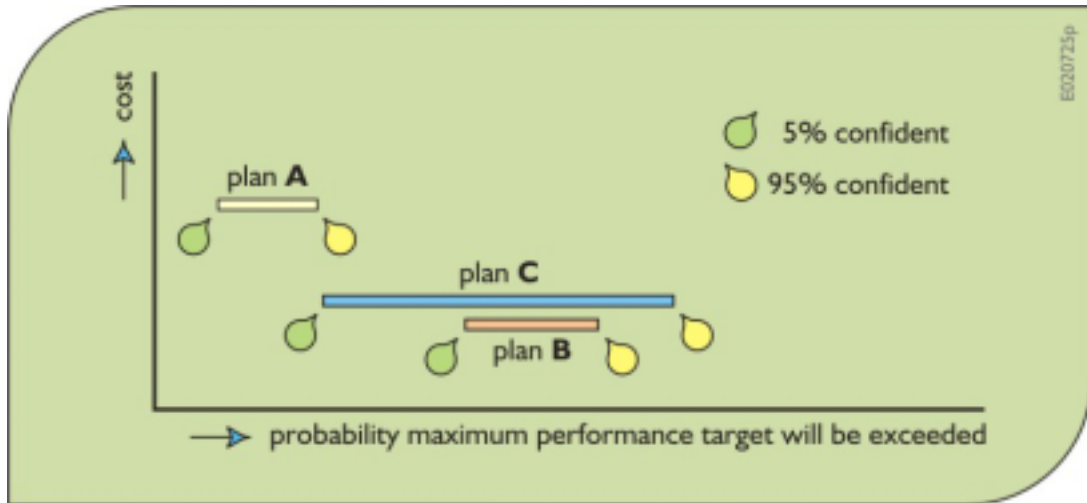 E020725p
cost
5% confident
95% confident
plan A
plan C
plan B
probability maximum performance target will be exceeded